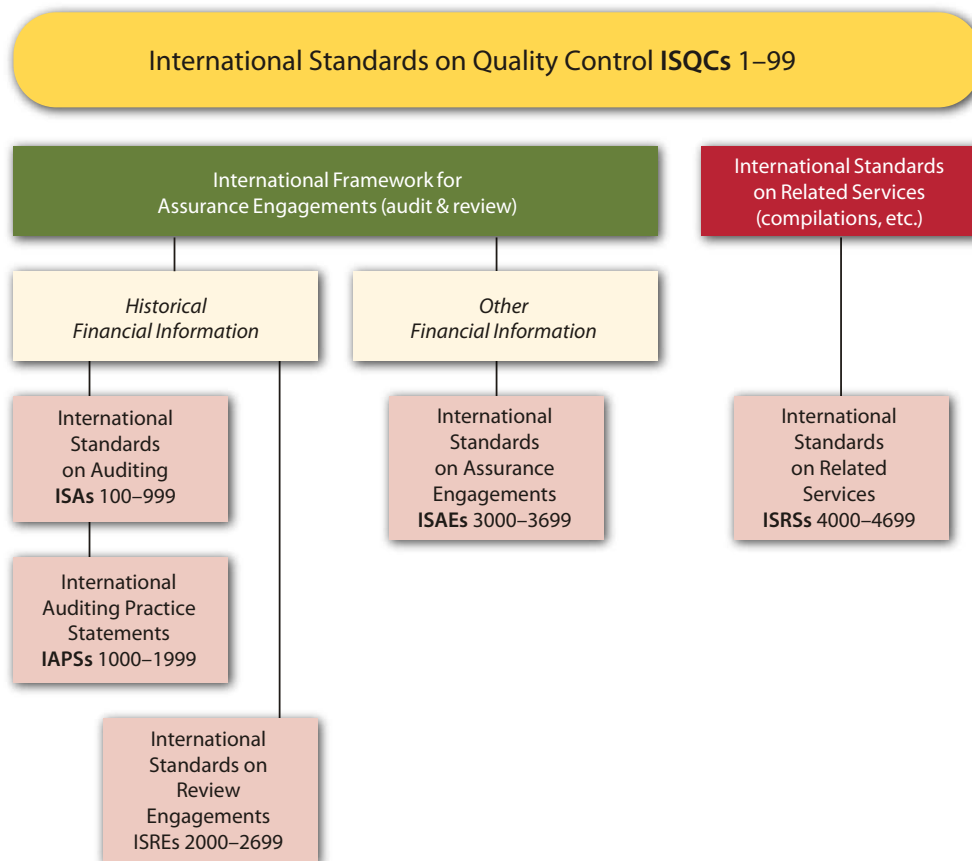 International Standards on Quality Control ISQCs 1–99
International Framework for
Assurance Engagements (audit & review)
International Standards
on Related Services
(compilations, etc.)
Historical
Financial Information
Other
Financial Information
International
Standards
on Auditing
ISAs 100–999
International
Standards
on Assurance
Engagements
ISAEs 3000–3699
International
Standards
on Related
Services
ISRSs 4000–4699
International
Auditing Practice
Statements
IAPSs 1000–1999
International
Standards on
Review
Engagements
ISREs 2000–2699